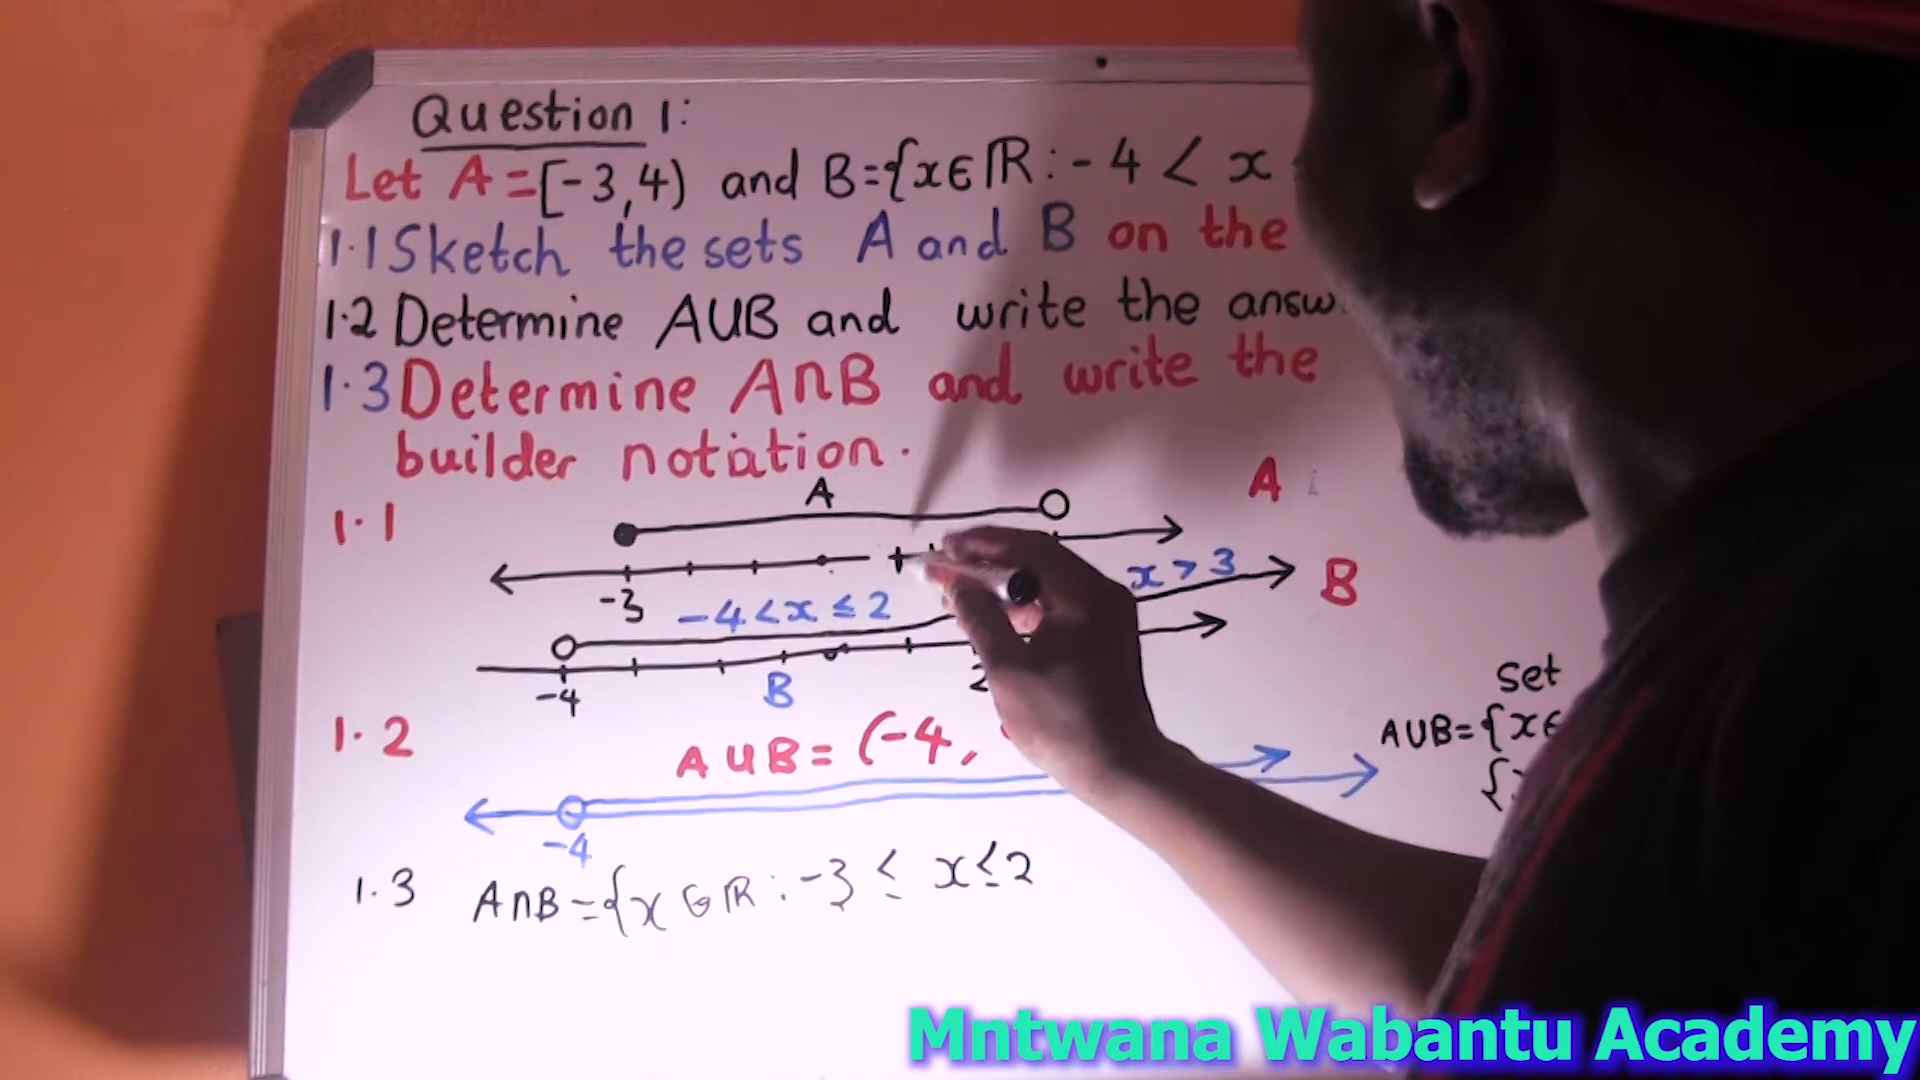 Question 1:
Let A=[-3,4) and B={x∈ℝ:-4 < x
1.1 Sketch the sets A and B on the
1.2 Determine A∪B and write the answ
1.3 Determine A∩B and write the
builder notation.
1.1
A
A
-3
-4<x≤2
x>3
B
-4
B
2
Set
1.2
A∪B=(-4,
A∪B={x∈
-4
1.3 A∩B={x∈ℝ:-3≤ x≤2
Mntwana Wabantu Academy